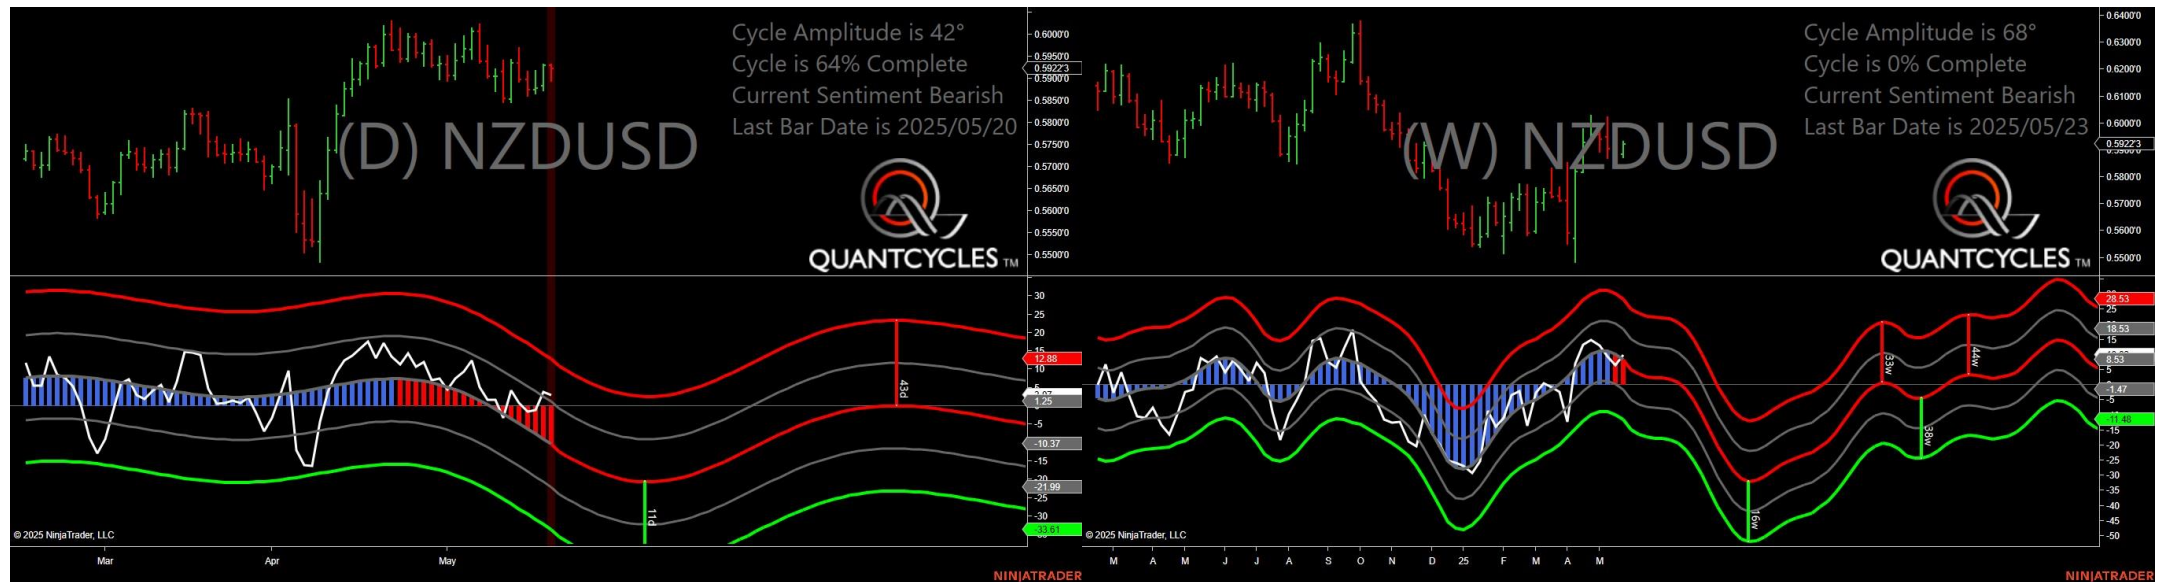 Cycle Amplitude is 42°
Cycle is 64% Complete
Current Sentiment Bearish
Last Bar Date is 2025/05/20
(D) NZDUSD
QUANTCYCLES TM
0.6000'0
0.5950'0
0.5922'3
0.5900'0
0.5850'0
0.5800'0
0.5750'0
0.5700'0
0.5650'0
0.5600'0
0.5550'0
0.5500'0
30
25
20
15
12.88
10
5
1.25
-5
-10.37
-15
-21.99
-25
-30
-33.61
43d
11d
© 2025 NinjaTrader, LLC
Mar
Apr
May
NINJATRADER
Cycle Amplitude is 68°
Cycle is 0% Complete
Current Sentiment Bearish
Last Bar Date is 2025/05/23
(W) NZDUSD
QUANTCYCLES TM
0.6400'0
0.6300'0
0.6200'0
0.6100'0
0.6000'0
0.5922'3
0.5800'0
0.5700'0
0.5600'0
0.5500'0
28.53
25
18.53
15
8.53
5
-1.47
-5
-11.48
-15
-20
-25
-30
-35
-40
-45
-50
33w
44w
38w
16w
© 2025 NinjaTrader, LLC
M
A
M
J
J
A
S
O
N
D
25
F
M
A
M
NINJATRADER